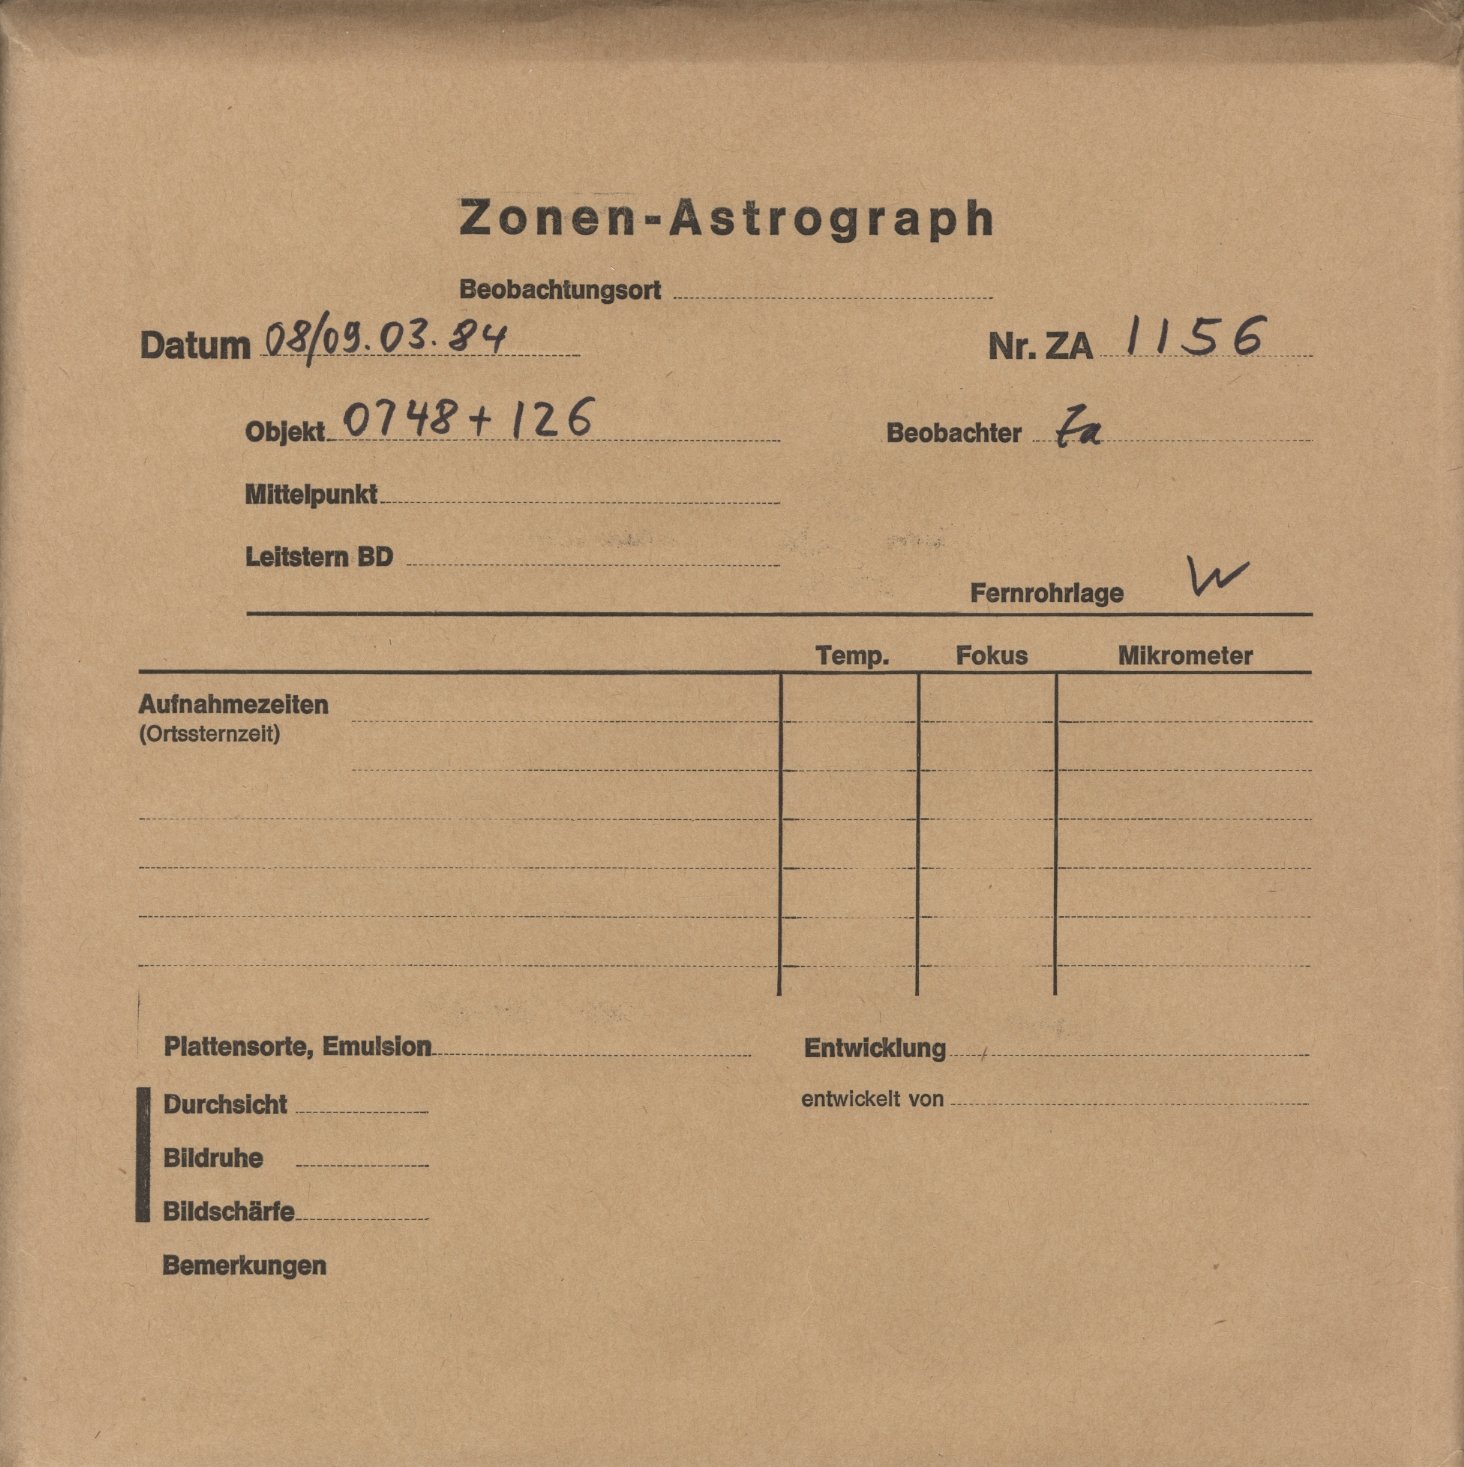 Zonen-Astrograph
Beobachtungsort
Datum 08/09.03.84 Nr. ZA 1156
Objekt 0748+126 Beobachter Za
Mittelpunkt
Leitstern BD
Fernrohrlage W
Temp. Fokus Mikrometer
Aufnahmezeiten
(Ortssternzeit)
Plattensorte, Emulsion Entwicklung
Durchsicht entwickelt von
Bildruhe
Bildschärfe
Bemerkungen